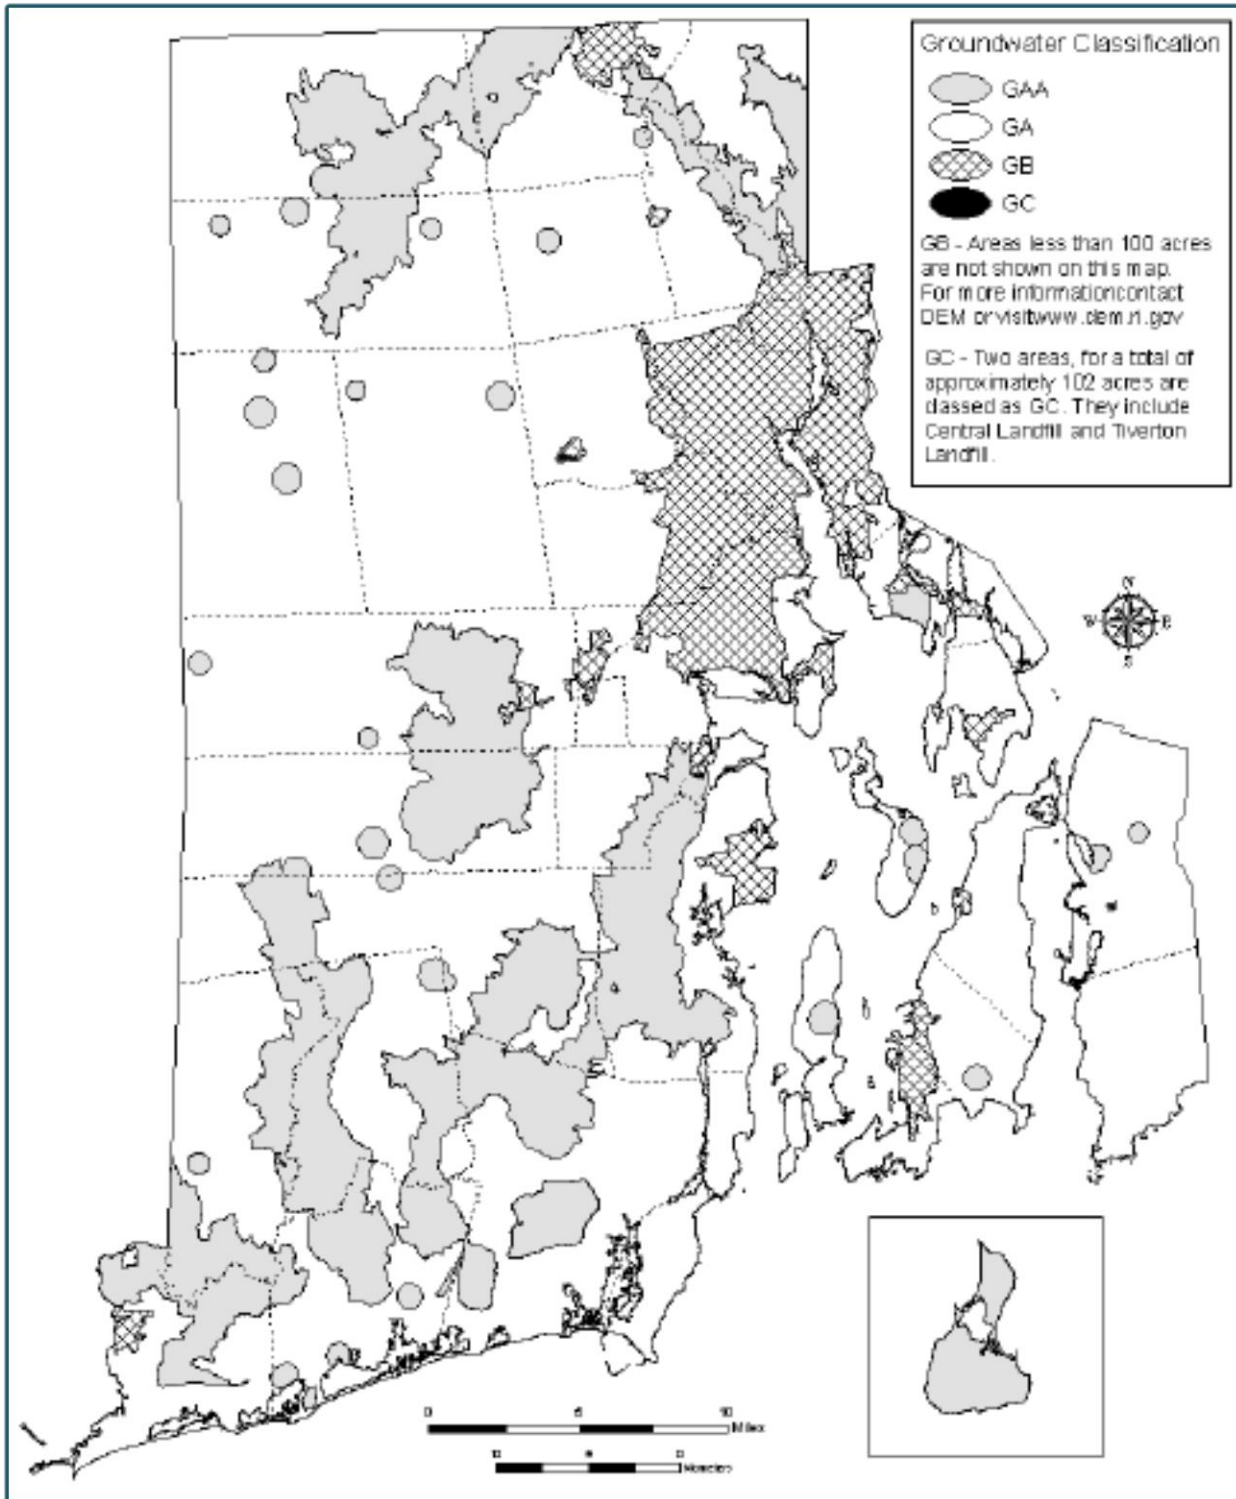 Groundwater Classification
GAA
GA
GB
GC
GB - Areas less than 100 acres
are not shown on this map.
For more informationcontact
DEM orvisitwww.dem.ri.gov
GC - Two areas, for a total of
approximately 102 acres are
classed as GC. They include
Central Landfill and Tiverton
Landfill.
N
W E
S
0 5 10
Miles